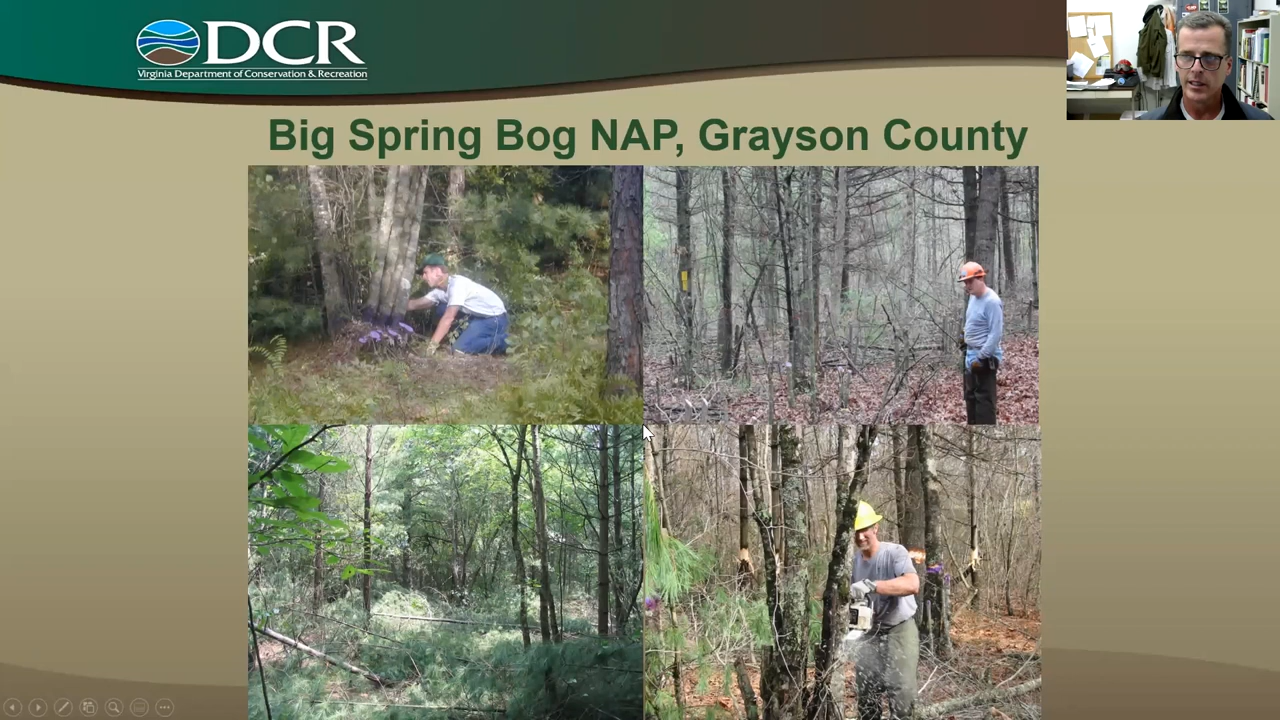 DCR
Virginia Department of Conservation & Recreation
Big Spring Bog NAP, Grayson County